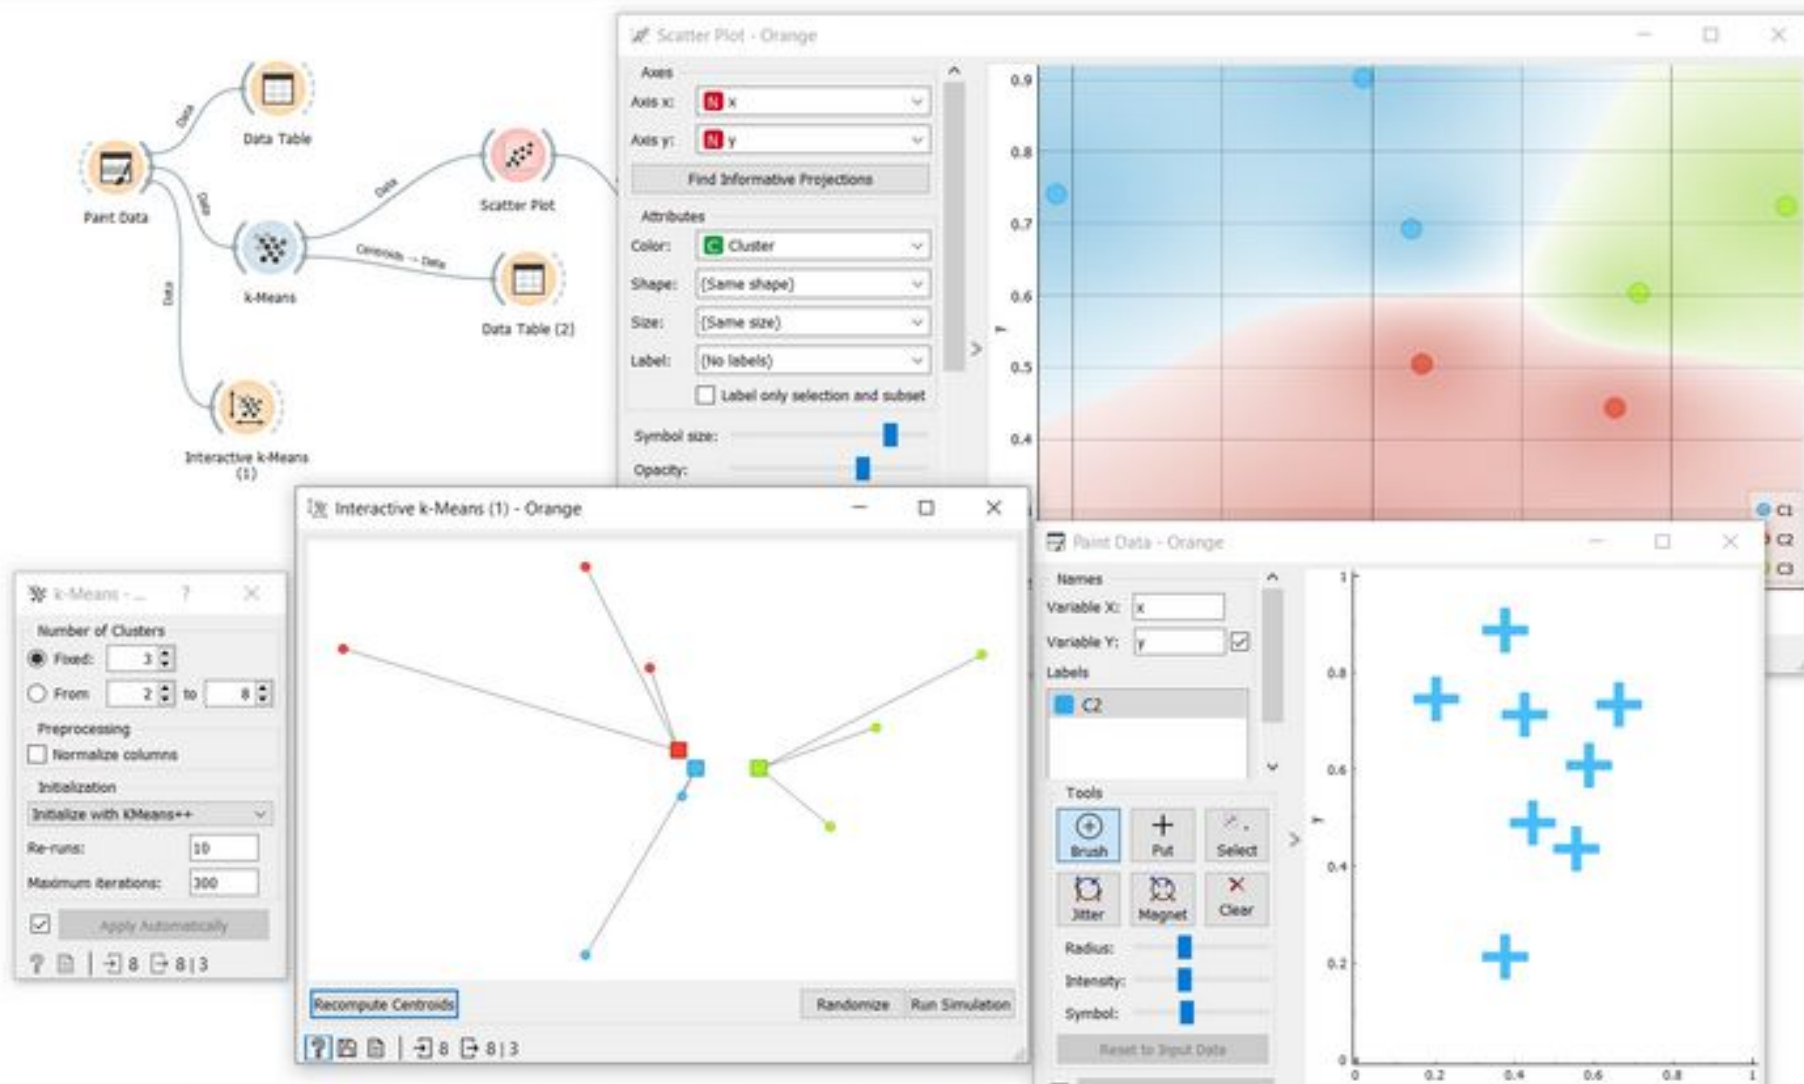 Data Table
Paint Data
Data
Data
Data
k-Means
Data
Centroids → Data
Scatter Plot
Data Table (2)
Interactive k-Means
(1)
Scatter Plot - Orange
Axes
Axis x: N x
Axis y: N y
Find Informative Projections
Attributes
Color: C Cluster
Shape: (Same shape)
Size: (Same size)
Label: (No labels)
Label only selection and subset
Symbol size:
Opacity:
0.9
0.8
0.7
0.6
y
0.5
0.4
C1
C2
C3
k-Means - ... ?
Number of Clusters
Fixed: 3
From 2 to 8
Preprocessing
Normalize columns
Initialization
Initialize with KMeans++
Re-runs: 10
Maximum iterations: 300
Apply Automatically
? 8 8|3
Interactive k-Means (1) - Orange
Recompute Centroids Randomize Run Simulation
? 8 8|3
Paint Data - Orange
Names
Variable X: x
Variable Y: y
Labels
C2
Tools
Brush Put Select
Jitter Magnet Clear
Radius:
Intensity:
Symbol:
Reset to Input Data
1
0.8
0.6
y
0.4
0.2
0
0 0.2 0.4 0.6 0.8 1